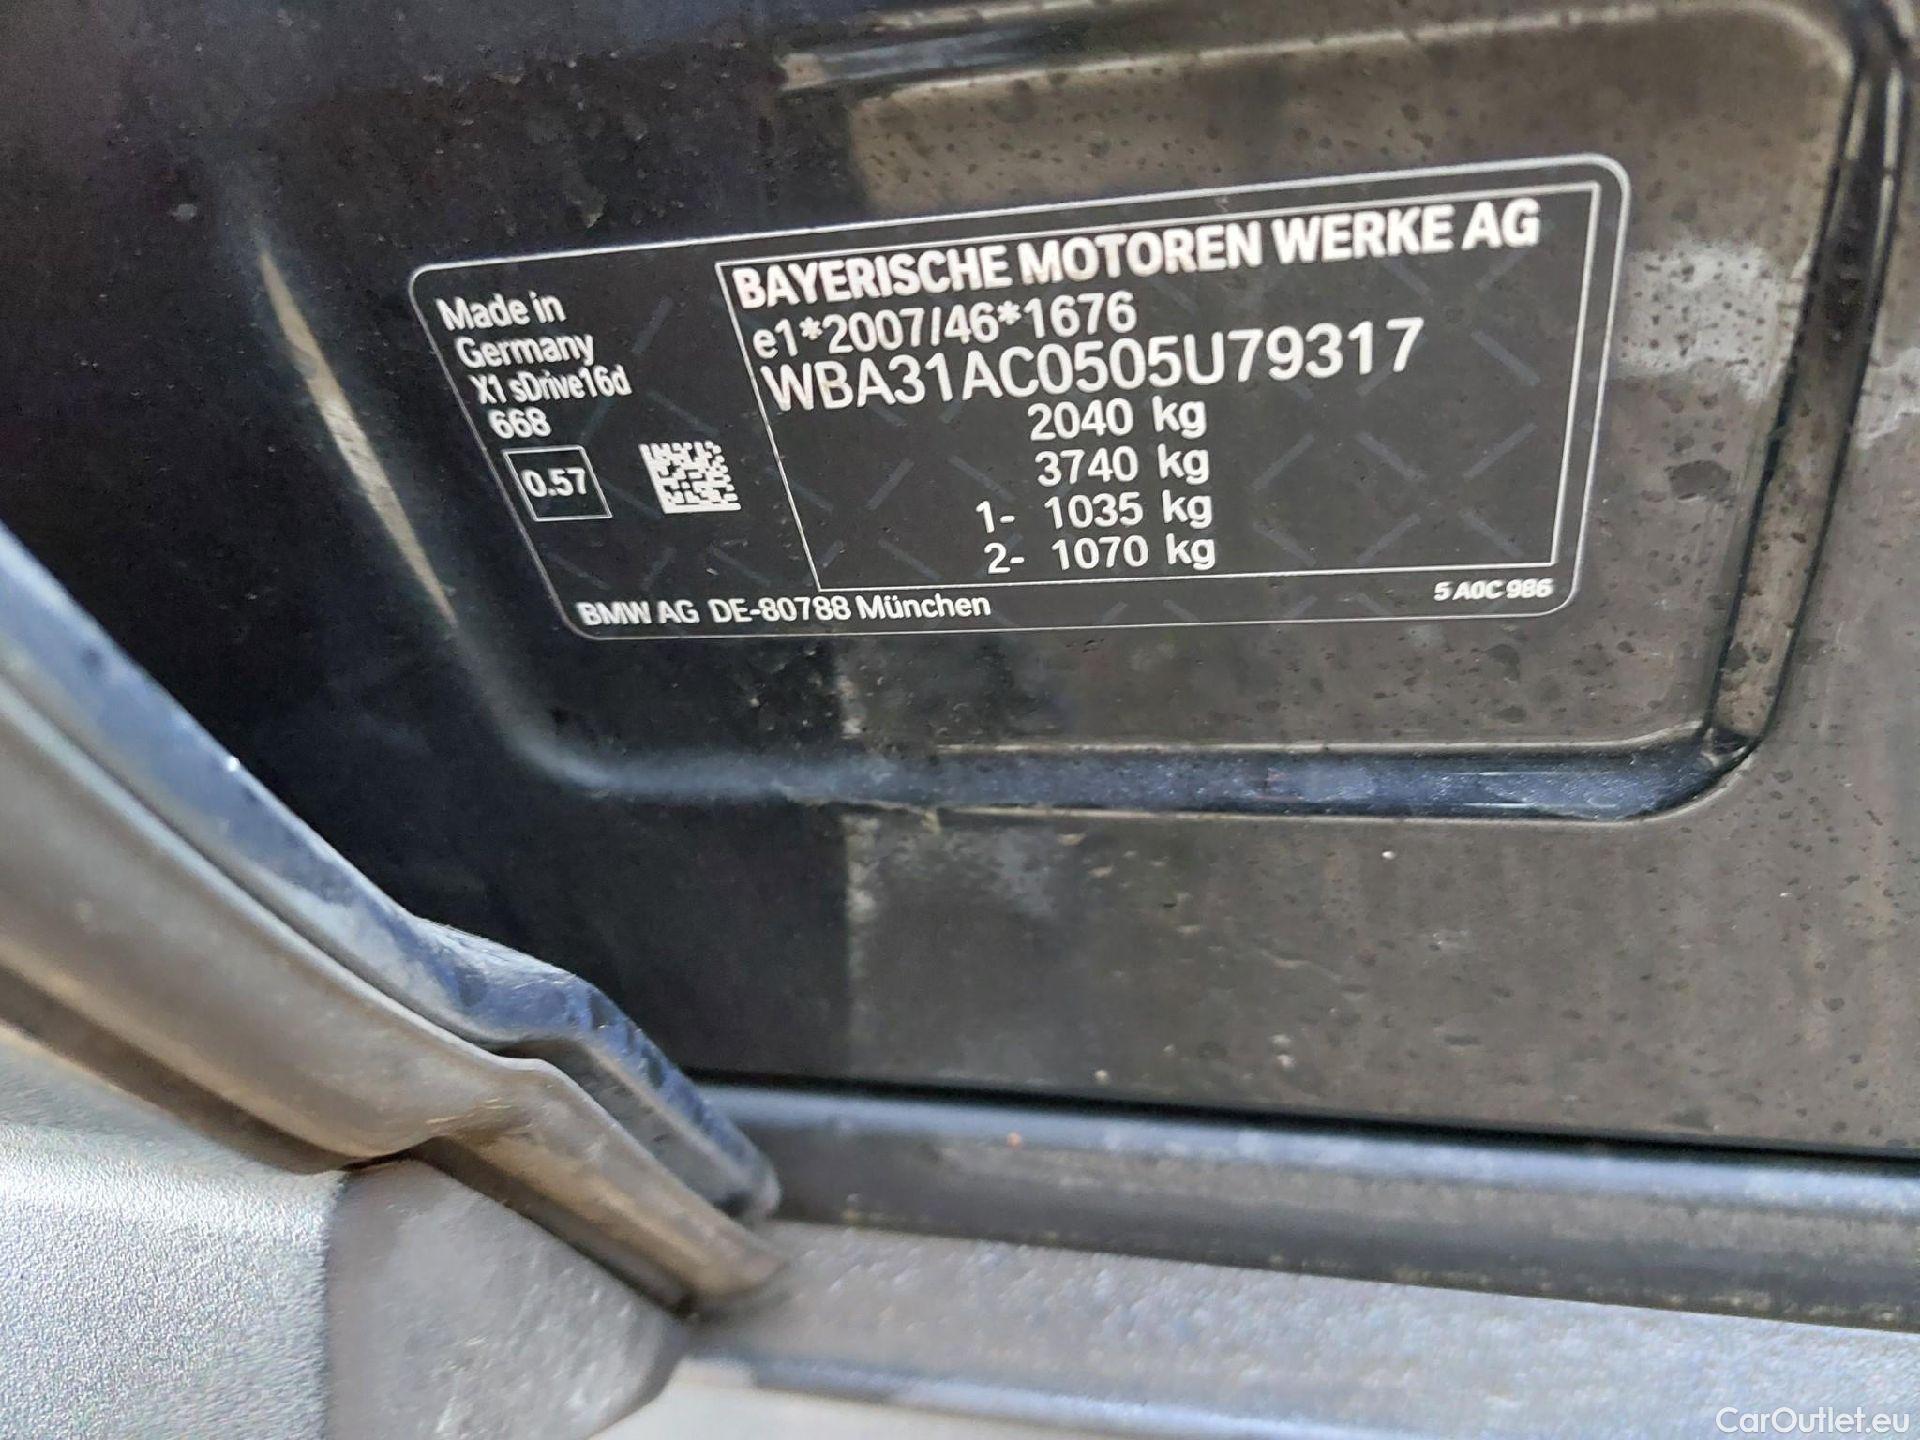 Made in
Germany
X1 sDrive16d
668
0.57
BAYERISCHE MOTOREN WERKE AG
e1*2007/46*1676
WBA31AC0505U79317
2040 kg
3740 kg
1- 1035 kg
2- 1070 kg
BMW AG DE-80788 München
5 A0C 986
CarOutlet.eu